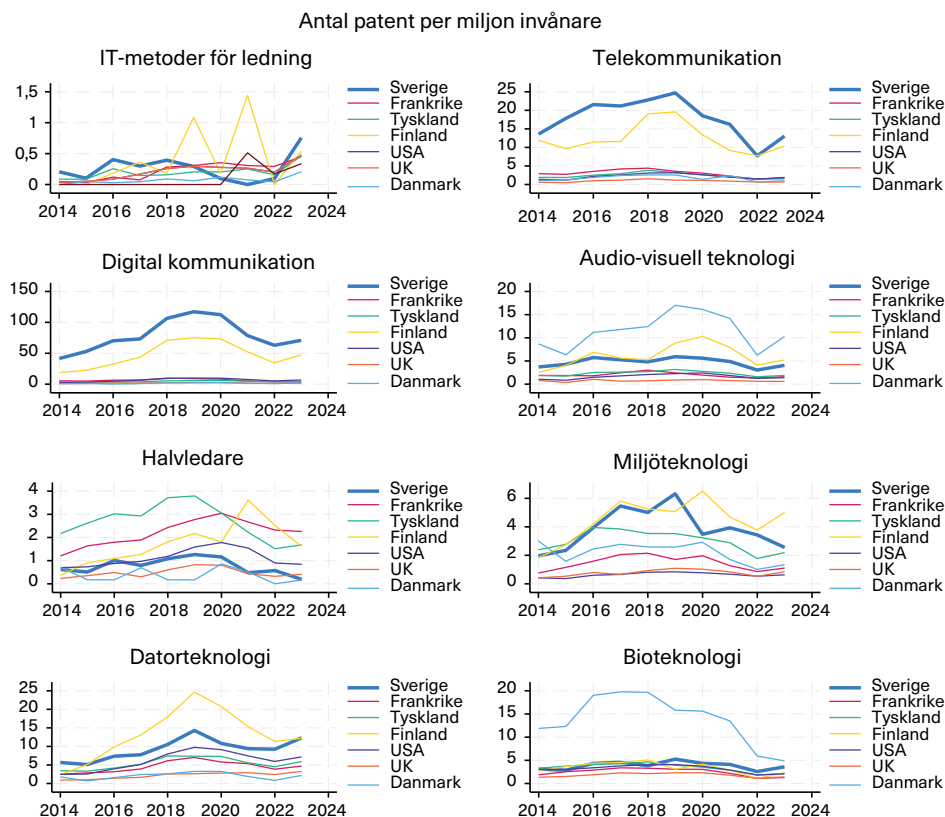 Antal patent per miljon invånare
IT-metoder för ledning
1,5
1
0,5
0
2014 2016 2018 2020 2022 2024
Sverige
Frankrike
Tyskland
Finland
USA
UK
Danmark
Telekommunikation
25
20
15
10
5
0
2014 2016 2018 2020 2022 2024
Sverige
Frankrike
Tyskland
Finland
USA
UK
Danmark
Digital kommunikation
150
100
50
0
2014 2016 2018 2020 2022 2024
Sverige
Frankrike
Tyskland
Finland
USA
UK
Danmark
Audio-visuell teknologi
20
15
10
5
0
2014 2016 2018 2020 2022 2024
Sverige
Frankrike
Tyskland
Finland
USA
UK
Danmark
Halvledare
4
3
2
1
0
2014 2016 2018 2020 2022 2024
Sverige
Frankrike
Tyskland
Finland
USA
UK
Danmark
Miljöteknologi
6
4
2
0
2014 2016 2018 2020 2022 2024
Sverige
Frankrike
Tyskland
Finland
USA
UK
Danmark
Datorteknologi
25
20
15
10
5
0
2014 2016 2018 2020 2022 2024
Sverige
Frankrike
Tyskland
Finland
USA
UK
Danmark
Bioteknologi
20
15
10
5
0
2014 2016 2018 2020 2022 2024
Sverige
Frankrike
Tyskland
Finland
USA
UK
Danmark